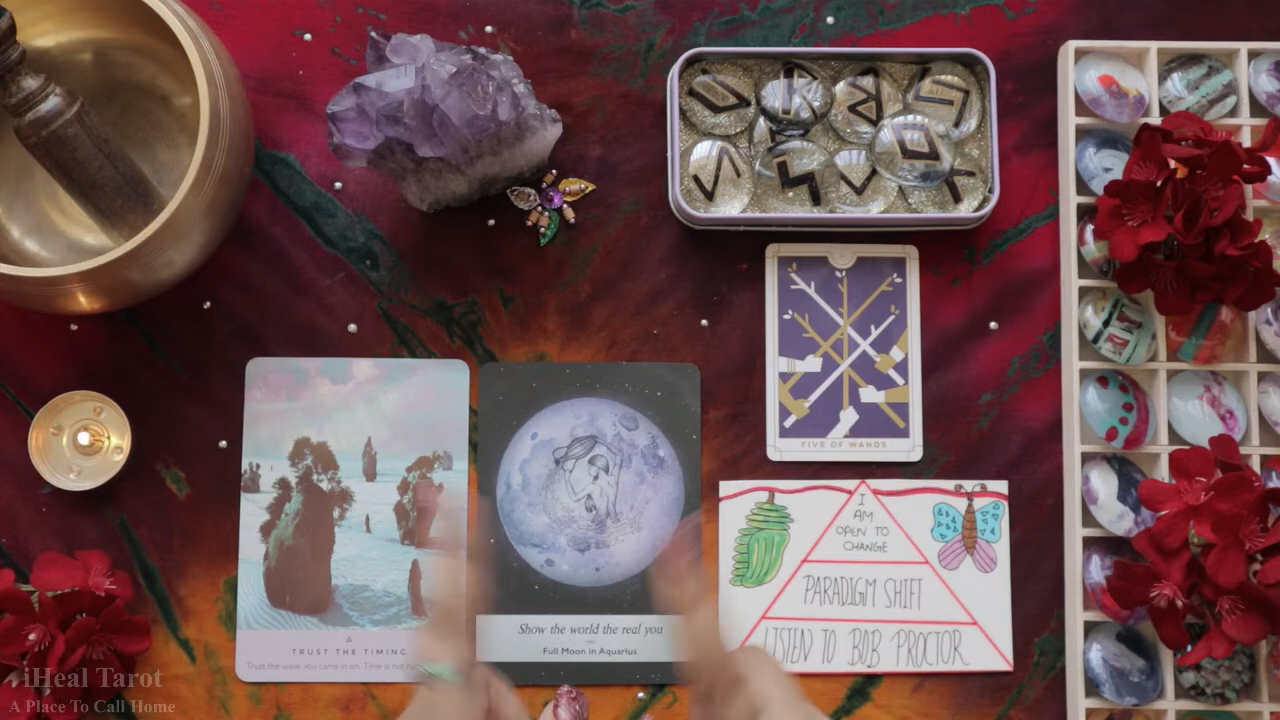 FIVE OF WANDS
TRUST THE TIMING
Trust the wave you came in on. Time is not
Show the world the real you
Full Moon in Aquarius
I
AM
OPEN TO
CHANGE
PARADIGM SHIFT
LISTEN TO BOB PROCTOR
iHeal Tarot
A Place To Call Home